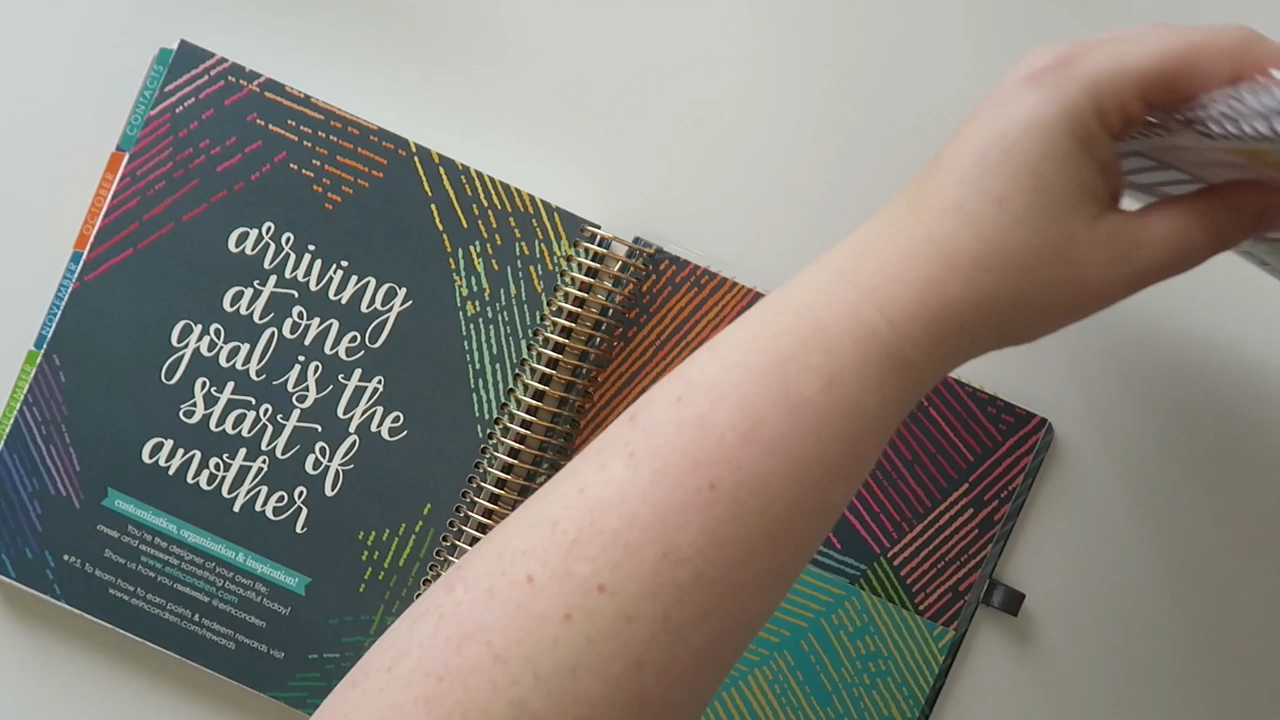 CONTACTS
OCTOBER
NOVEMBER
DECEMBER
arriving
at one
goal is the
start of
another
customization, organization & inspiration!
You're the designer of your own life:
create and accessorize something beautiful today!
www.erincondren.com
Show us how you customize @erincondren
#P.S. To learn how to earn points & redeem rewards visit
www.erincondren.com/rewards